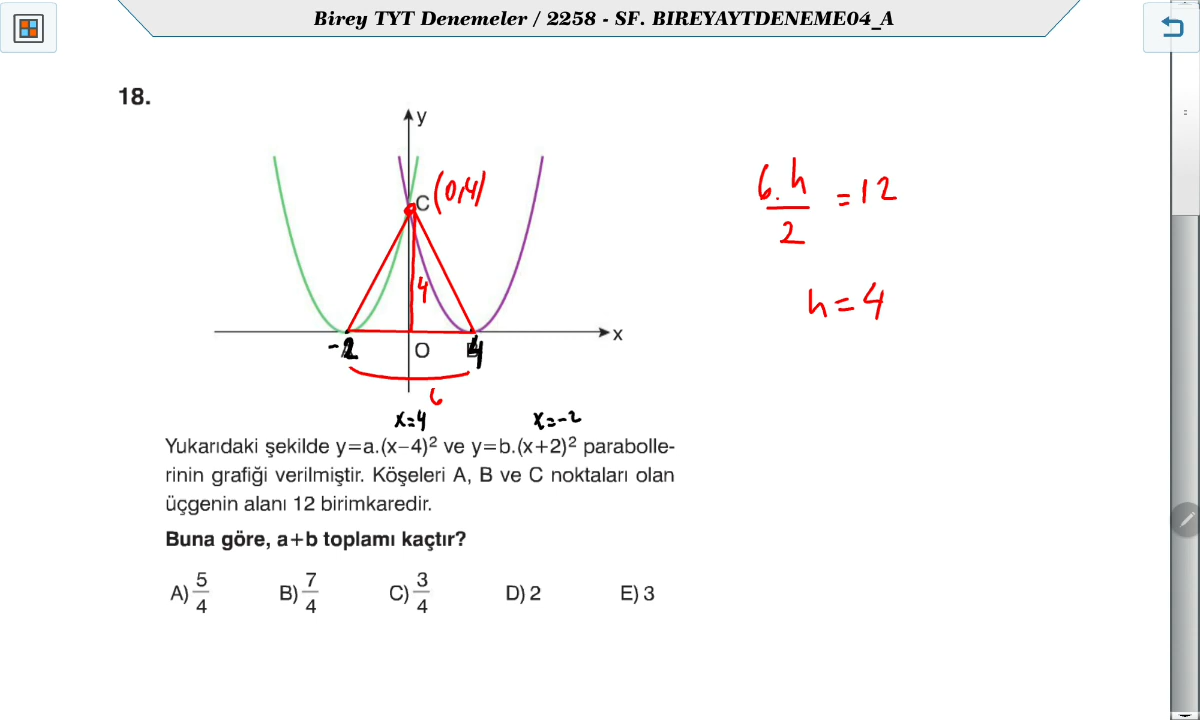 Birey TYT Denemeler / 2258 - SF. BIREYAYTDENEME04_A
18.
y
C (0,4)
6.h / 2 = 12
4
h = 4
x
-2 O 4
6
x=4 x=-2
Yukarıdaki şekilde y=a.(x−4)² ve y=b.(x+2)² parabolle-
rinin grafiği verilmiştir. Köşeleri A, B ve C noktaları olan
üçgenin alanı 12 birimkaredir.
Buna göre, a+b toplamı kaçtır?
A) 5/4 B) 7/4 C) 3/4 D) 2 E) 3